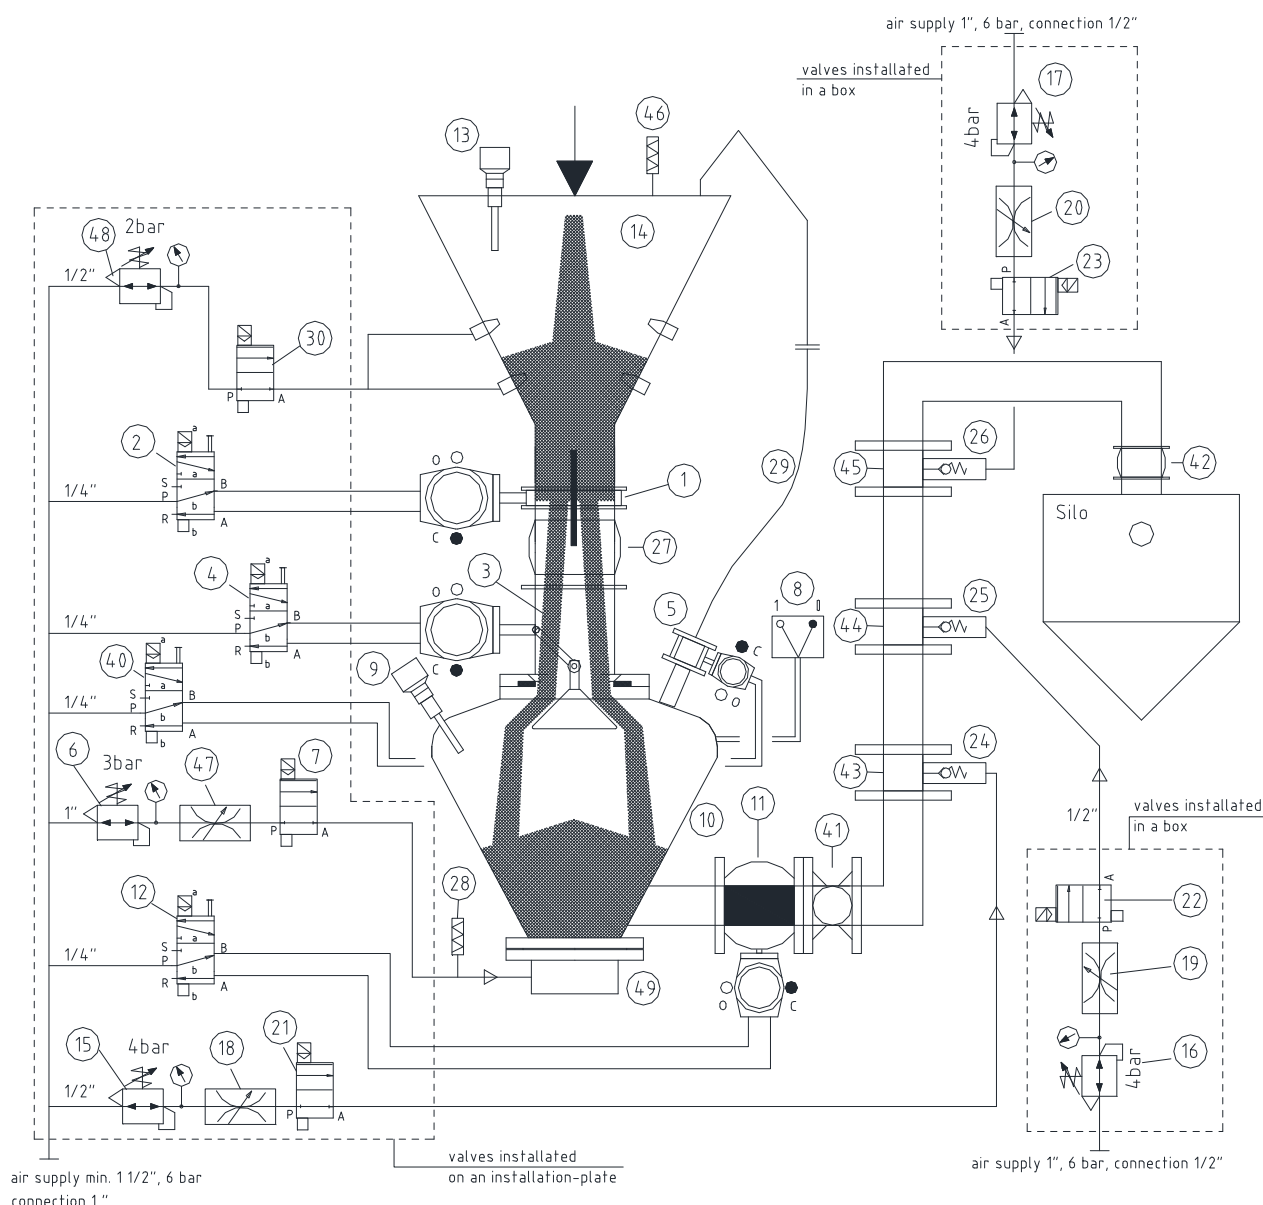 air supply 1", 6 bar, connection 1/2"
valves installated
in a box
17
4bar
20
P
23
A
13
46
14
48
2bar
1/2"
30
P
A
2
a
a
S
P
R
b
b
B
A
1/4"
O
C
1
27
29
45
26
42
Silo
4
a
a
S
P
R
b
b
B
A
1/4"
O
C
3
5
C
O
8
1
0
44
25
40
a
a
S
P
R
b
b
B
A
1/4"
9
6
3bar
1"
47
7
P
A
10
11
41
43
24
1/2"
valves installated
in a box
12
a
a
S
P
R
b
b
B
A
1/4"
28
49
O
C
A
22
P
19
16
4bar
15
4bar
1/2"
18
21
P
A
valves installated
on an installation-plate
air supply 1", 6 bar, connection 1/2"
air supply min. 1 1/2", 6 bar
connection 1 "